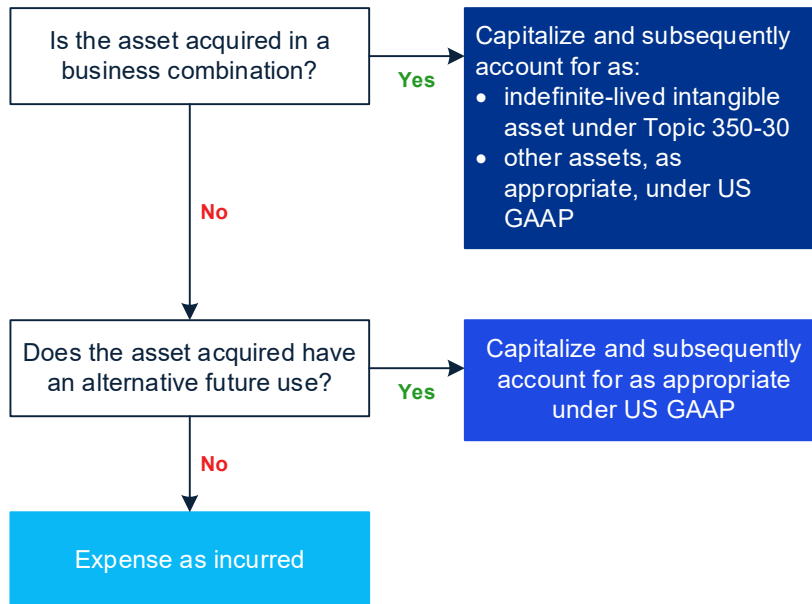 Is the asset acquired in a
business combination?
Yes
Capitalize and subsequently
account for as:
• indefinite-lived intangible
asset under Topic 350-30
• other assets, as
appropriate, under US
GAAP
No
Does the asset acquired have
an alternative future use?
Yes
Capitalize and subsequently
account for as appropriate
under US GAAP
No
Expense as incurred